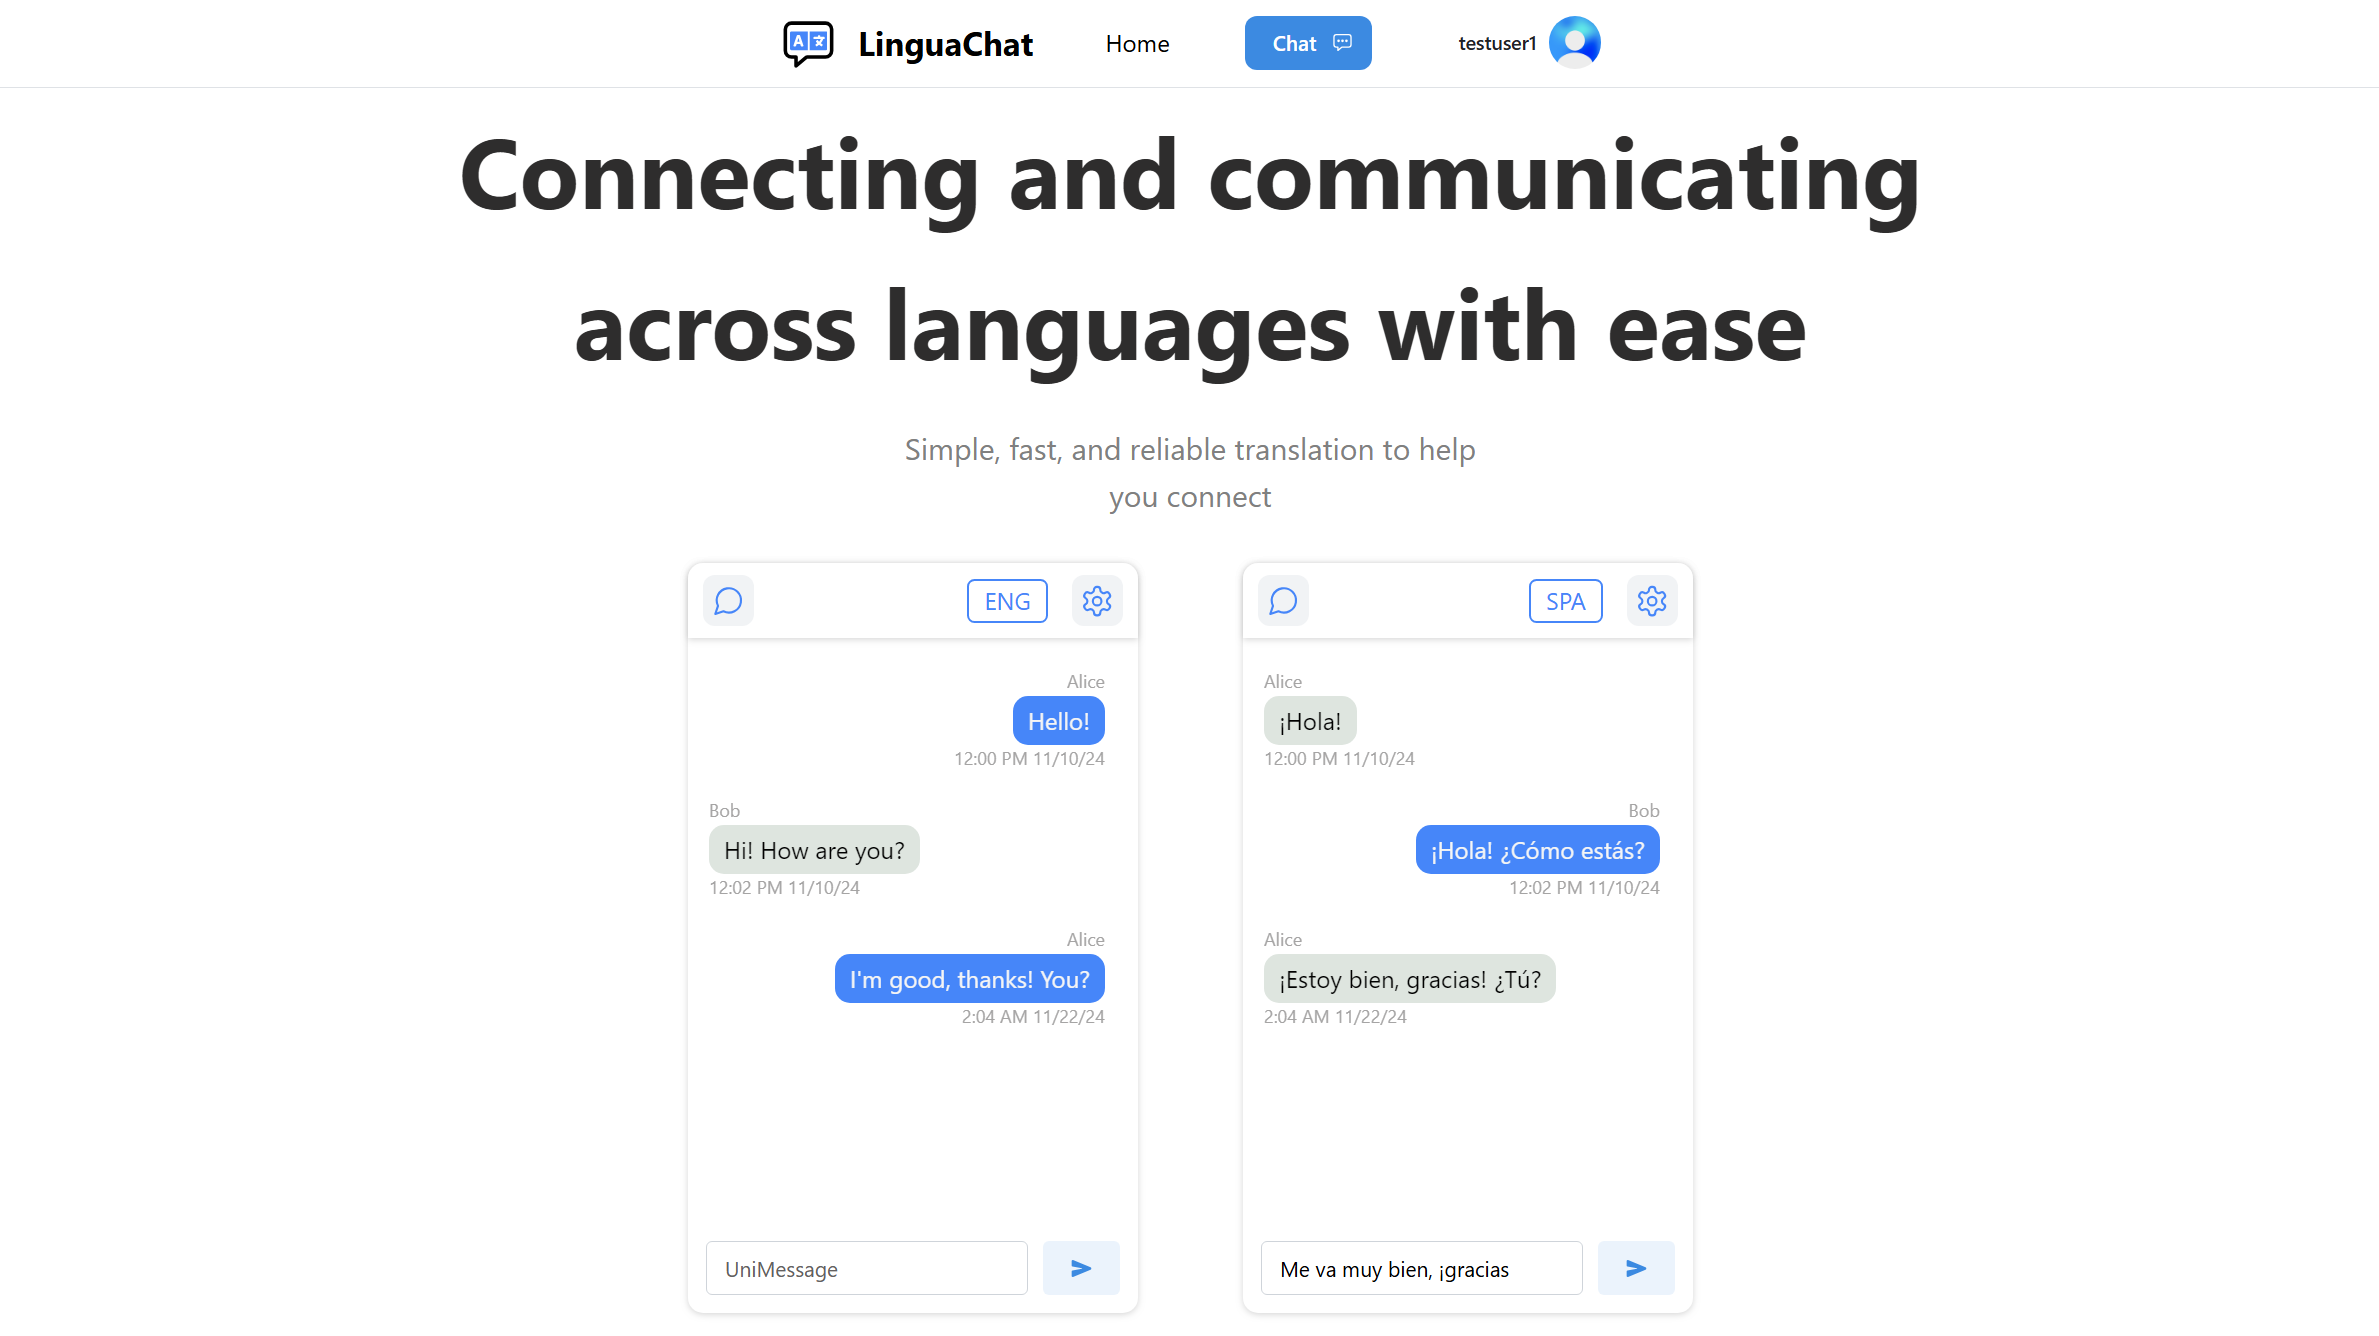 LinguaChat
Home
Chat
testuser1
Connecting and communicating
across languages with ease
Simple, fast, and reliable translation to help
you connect
ENG
Alice
Hello!
12:00 PM 11/10/24
Bob
Hi! How are you?
12:02 PM 11/10/24
Alice
I'm good, thanks! You?
2:04 AM 11/22/24
UniMessage
SPA
Alice
¡Hola!
12:00 PM 11/10/24
Bob
¡Hola! ¿Cómo estás?
12:02 PM 11/10/24
Alice
¡Estoy bien, gracias! ¿Tú?
2:04 AM 11/22/24
Me va muy bien, ¡gracias